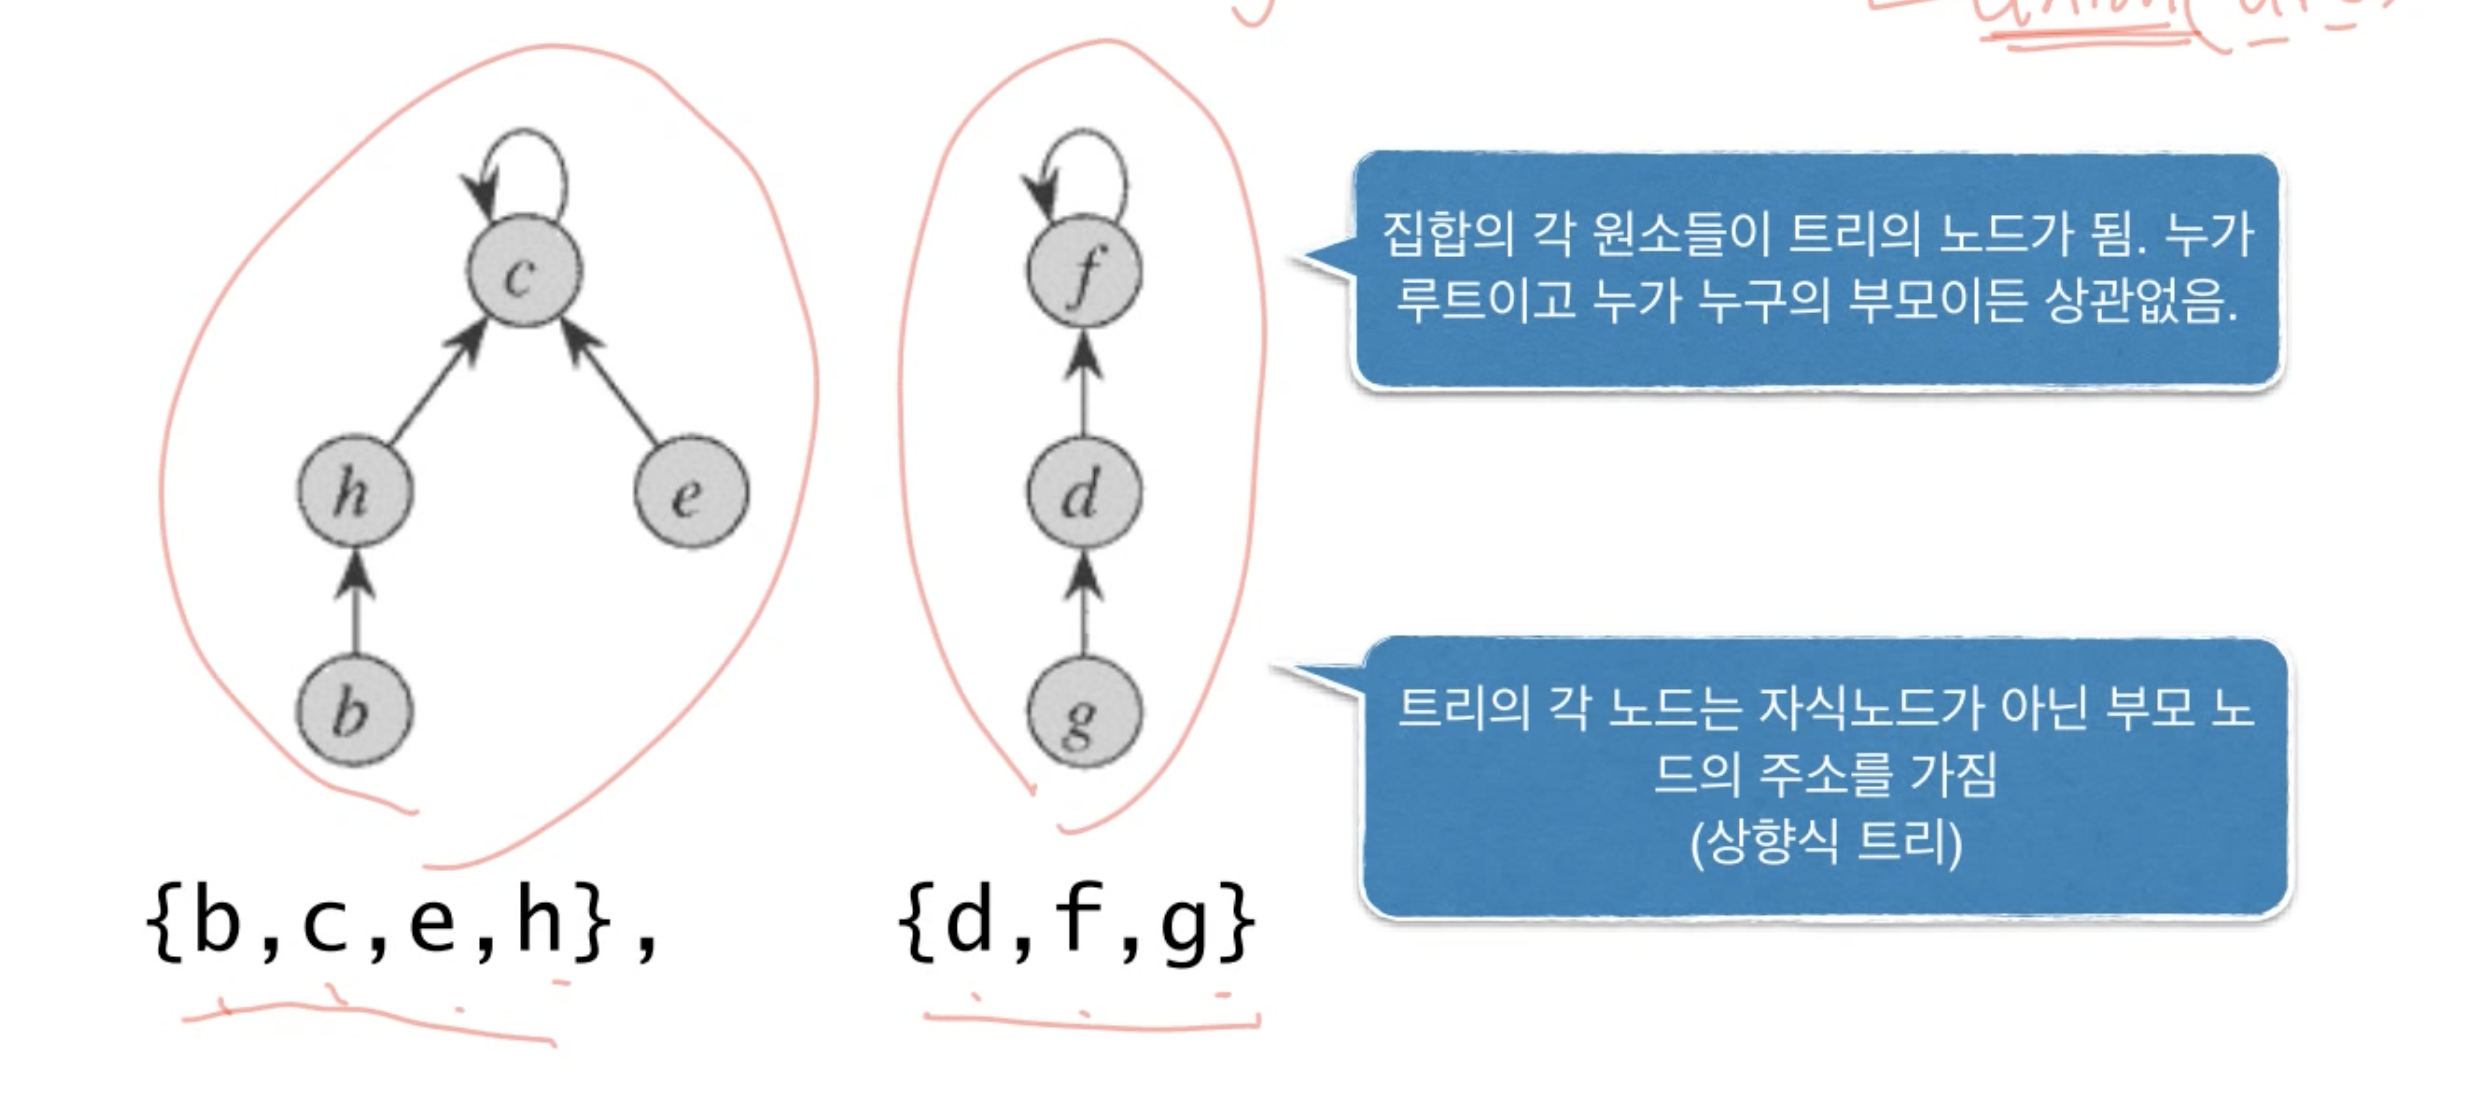 c
h
e
b
{b,c,e,h},
f
d
g
{d,f,g}
집합의 각 원소들이 트리의 노드가 됨. 누가
루트이고 누가 누구의 부모이든 상관없음.
트리의 각 노드는 자식노드가 아닌 부모 노
드의 주소를 가짐
(상향식 트리)